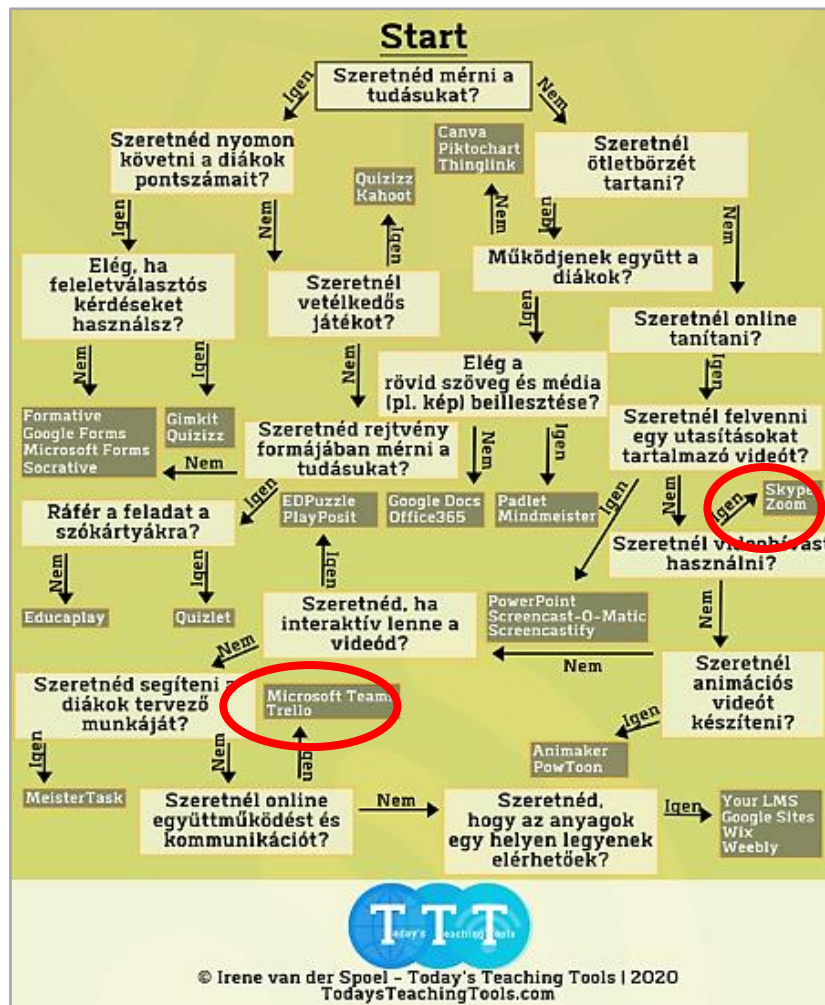 Start
Szeretnéd mérni a
tudásukat?
Igen
Nem
Szeretnéd nyomon
követni a diákok
pontszámait?
Canva
Piktochart
Thinglink
Szeretnél
ötletbörzét
tartani?
Quizizz
Kahoot
Igen
Nem
Igen
Nem
Igen
Nem
Elég, ha
feleletválasztós
kérdéseket
használsz?
Szeretnél
vetélkedős
játékot?
Működjenek együtt a
diákok?
Igen
Szeretnél online
tanítani?
Nem
Igen
Nem
Elég a
rövid szöveg és média
(pl. kép) beillesztése?
Igen
Formative
Google Forms
Microsoft Forms
Socrative
Gimkit
Quizizz
Szeretnéd rejtvény
formájában mérni a
tudásukat?
Nem
Nem
Igen
Szeretnél felvenni
egy utasításokat
tartalmazó videót?
Igen
Ráfér a feladat a
szókártyákra?
EDPuzzle
PlayPosit
Google Docs
Office365
Padlet
Mindmeister
Igen
Nem
Igen
Skype
Zoom
Szeretnél videohívást
használni?
Nem
Igen
Igen
Educaplay
Quizlet
Szeretnéd, ha
interaktív lenne a
videód?
PowerPoint
Screencast-O-Matic
Screencastify
Nem
Nem
Nem
Szeretnéd segíteni a
diákok tervező
munkáját?
Microsoft Teams
Trello
Szeretnél
animációs
videót
készíteni?
Igen
Igen
Nem
Igen
Animaker
PowToon
MeisterTask
Szeretnél online
együttműködést és
kommunikációt?
Nem
Szeretnéd,
hogy az anyagok
egy helyen legyenek
elérhetőek?
Igen
Your LMS
Google Sites
Wix
Weebly
TTT
Today's Teaching Tools
© Irene van der Spoel - Today's Teaching Tools | 2020
TodaysTeachingTools.com